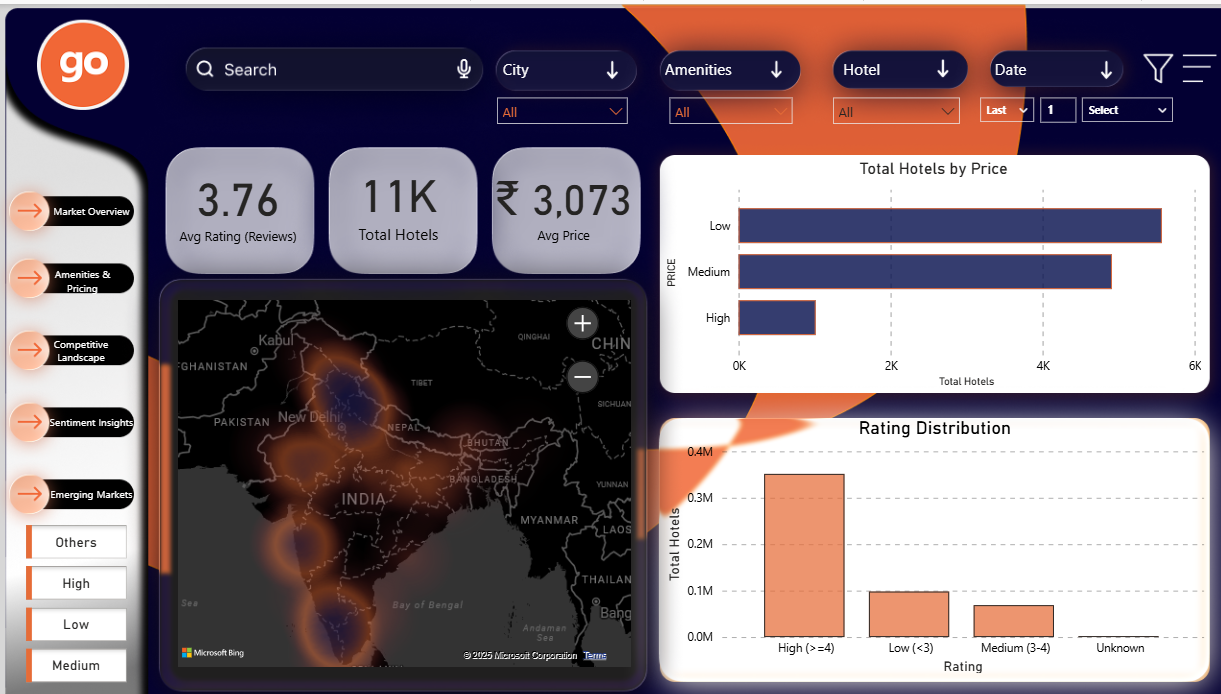 go
Search
City
Amenities
Hotel
Date
All
All
All
Last
1
Select
Market Overview
Amenities &
Pricing
Competitive
Landscape
Sentiment Insights
Emerging Markets
Others
High
Low
Medium
3.76
Avg Rating (Reviews)
11K
Total Hotels
₹ 3,073
Avg Price
Kabul
QINGHAI
CHIN
GHANISTAN
TIBET
SICHUAN
PAKISTAN
New Delhi
NEPAL
BHUTAN
BANGLADESH
YUNNAN
INDIA
MYANMAR
LAOS
THAILAN
Sea
Bay of Bengal
Bang
Andaman
Sea
Microsoft Bing
© 2025 Microsoft Corporation
Terms
Total Hotels by Price
PRICE
Low
Medium
High
0K
2K
4K
6K
Total Hotels
Rating Distribution
Total Hotels
0.4M
0.3M
0.2M
0.1M
0.0M
High (>=4)
Low (<3)
Medium (3-4)
Unknown
Rating